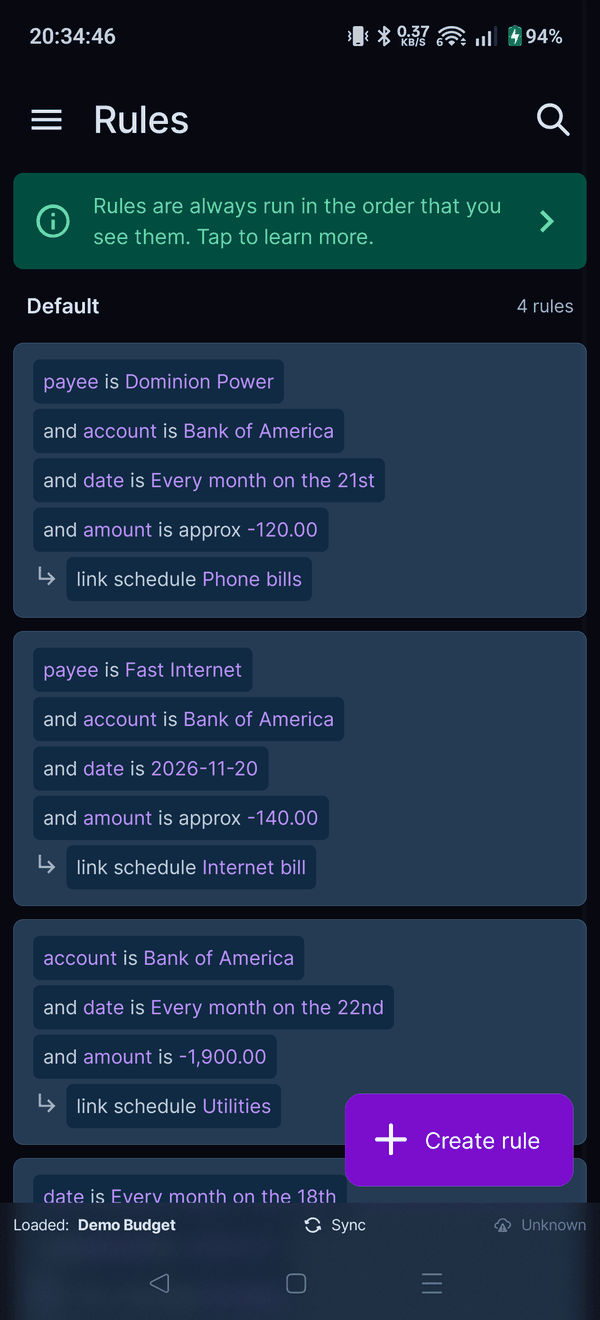 20:34:46
0.37
KB/S
6
94%
Rules
Rules are always run in the order that you
see them. Tap to learn more.
Default
4 rules
payee is Dominion Power
and account is Bank of America
and date is Every month on the 21st
and amount is approx -120.00
link schedule Phone bills
payee is Fast Internet
and account is Bank of America
and date is 2026-11-20
and amount is approx -140.00
link schedule Internet bill
account is Bank of America
and date is Every month on the 22nd
and amount is -1,900.00
link schedule Utilities
Create rule
date is Every month on the 18th
Loaded: Demo Budget
Sync
Unknown